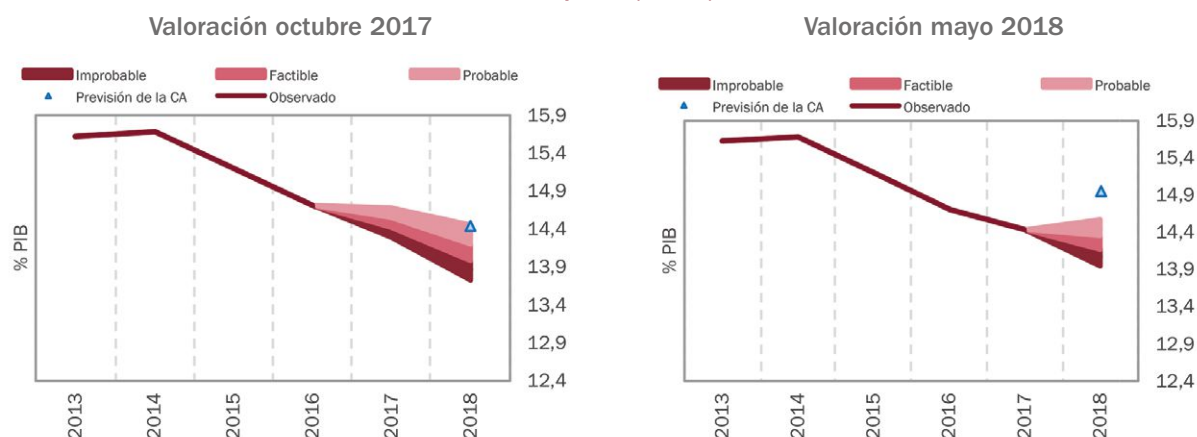 Valoración octubre 2017
Improbable Factible Probable
Previsión de la CA Observado
% PIB
15,9
15,4
14,9
14,4
13,9
13,4
12,9
12,4
2013 2014 2015 2016 2017 2018
Valoración mayo 2018
Improbable Factible Probable
Previsión de la CA Observado
% PIB
15,9
15,4
14,9
14,4
13,9
13,4
12,9
12,4
2013 2014 2015 2016 2017 2018